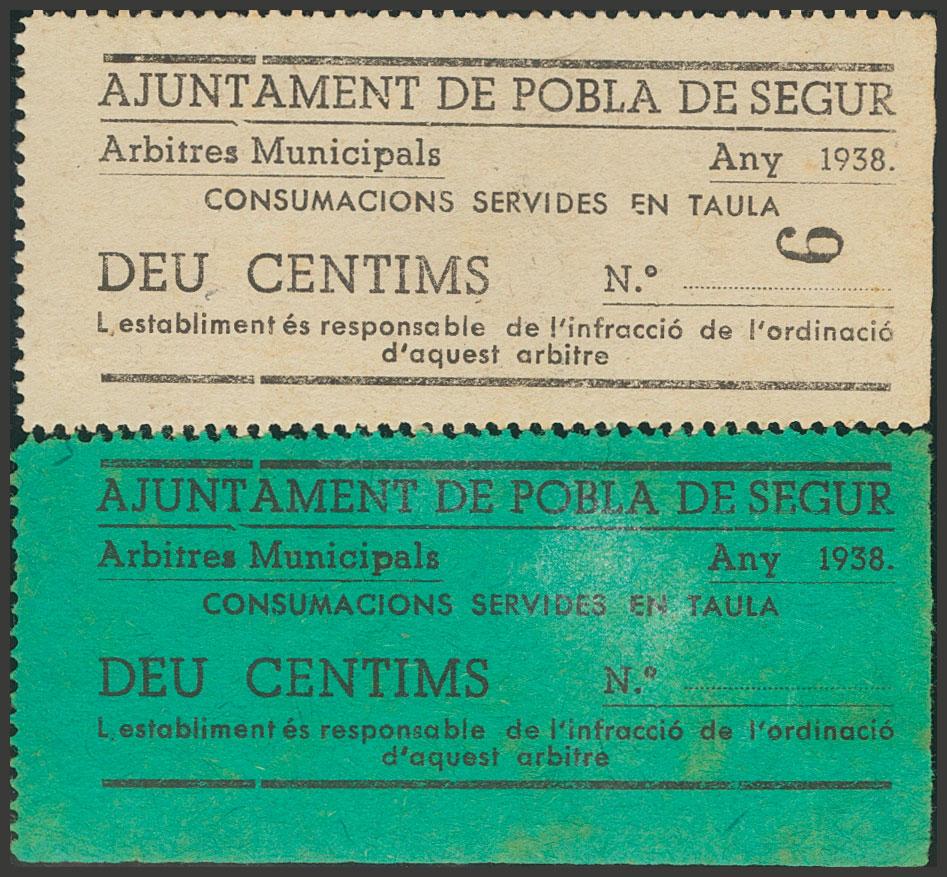 AJUNTAMENT DE POBLA DE SEGUR
Arbitres Municipals Any 1938.
CONSUMACIONS SERVIDES EN TAULA
6
DEU CENTIMS N.º
L,establiment és responsable de l'infracció de l'ordinació
d'aquest arbitre
AJUNTAMENT DE POBLA DE SEGUR
Arbitres Municipals Any 1938.
CONSUMACIONS SERVIDES EN TAULA
DEU CENTIMS N.º
L,establiment és responsable de l'infracció de l'ordinació
d'aquest arbitre